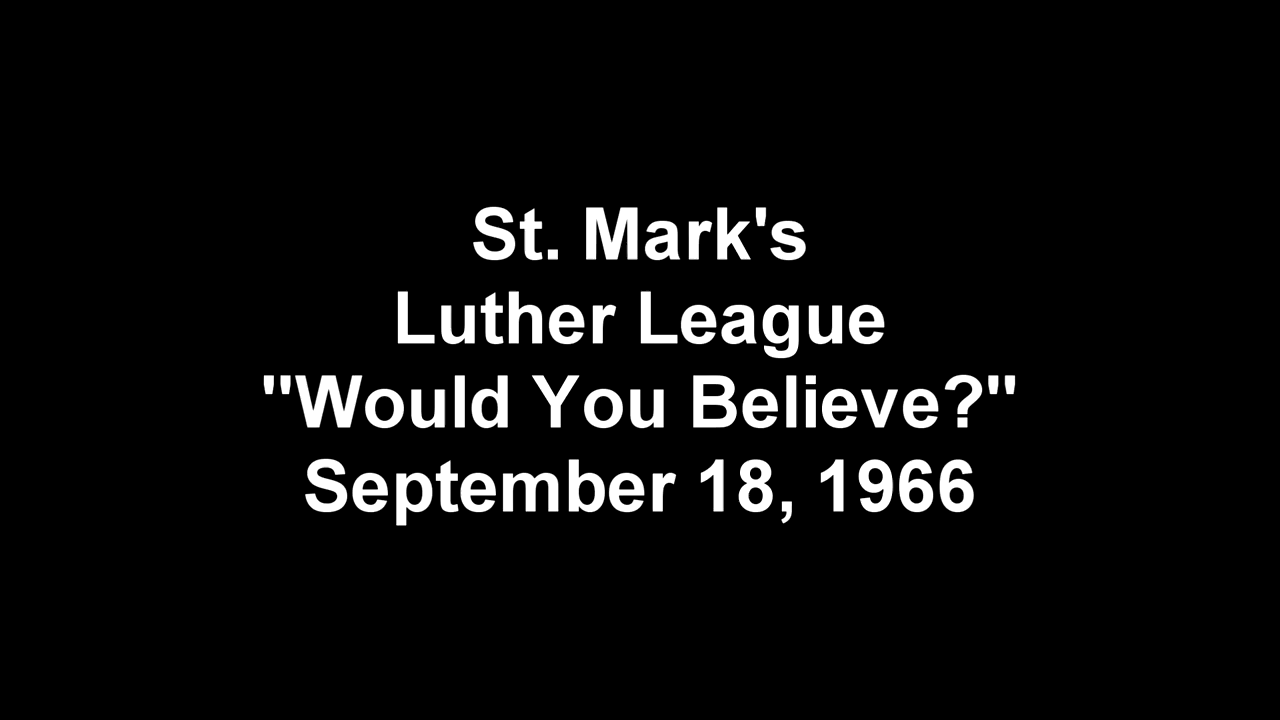 St. Mark's
Luther League
"Would You Believe?"
September 18, 1966